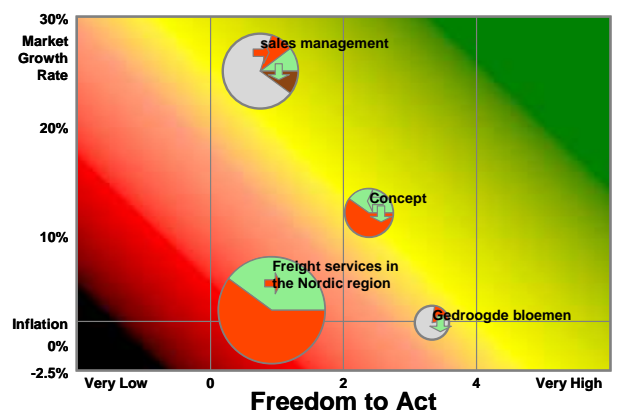 30%
Market
Growth
Rate
sales management
20%
Concept
10%
Freight services in
the Nordic region
Gedroogde bloemen
Inflation
0%
-2.5%
Very Low
0
2
4
Very High
Freedom to Act